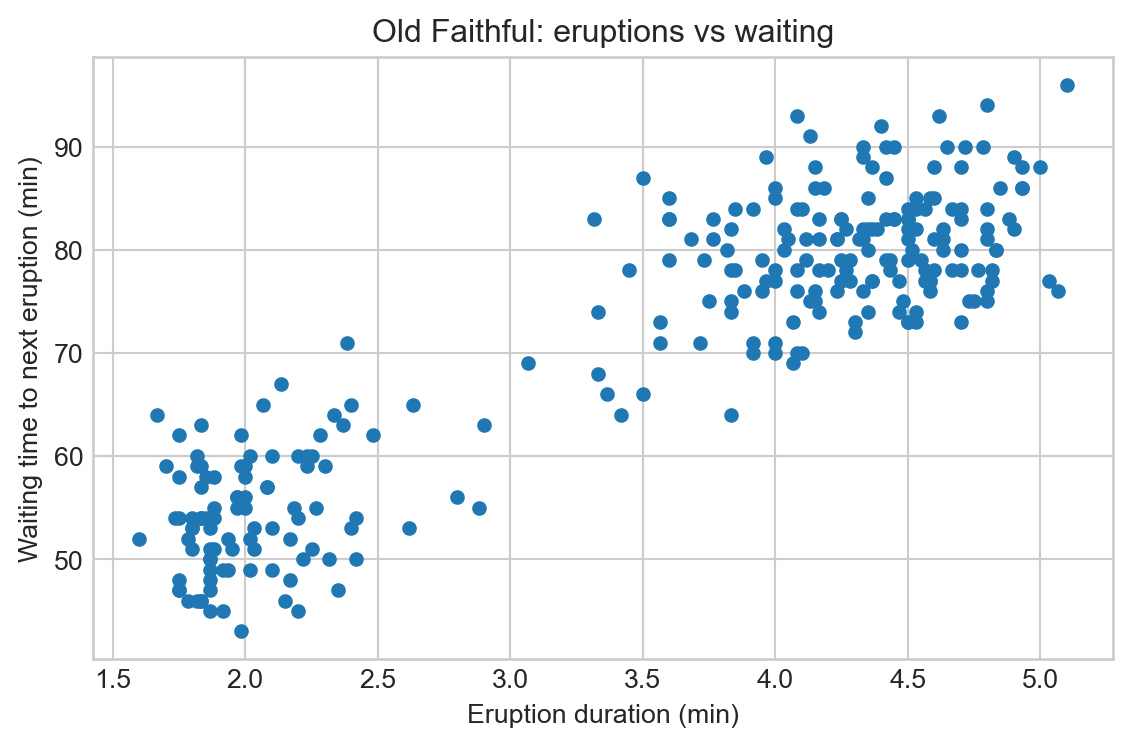 Old Faithful: eruptions vs waiting
Waiting time to next eruption (min)
90
80
70
60
50
1.5 2.0 2.5 3.0 3.5 4.0 4.5 5.0
Eruption duration (min)